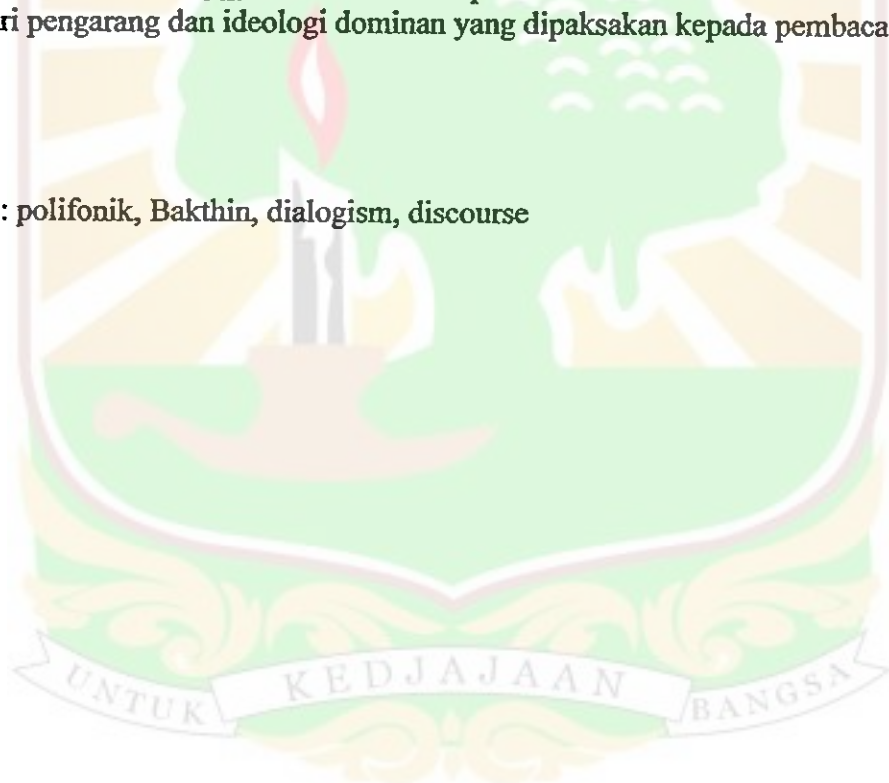 ri pengarang dan ideologi dominan yang dipaksakan kepada pembaca
: polifonik, Bakthin, dialogism, discourse
UNTUK KEDJAJAAN BANGSA